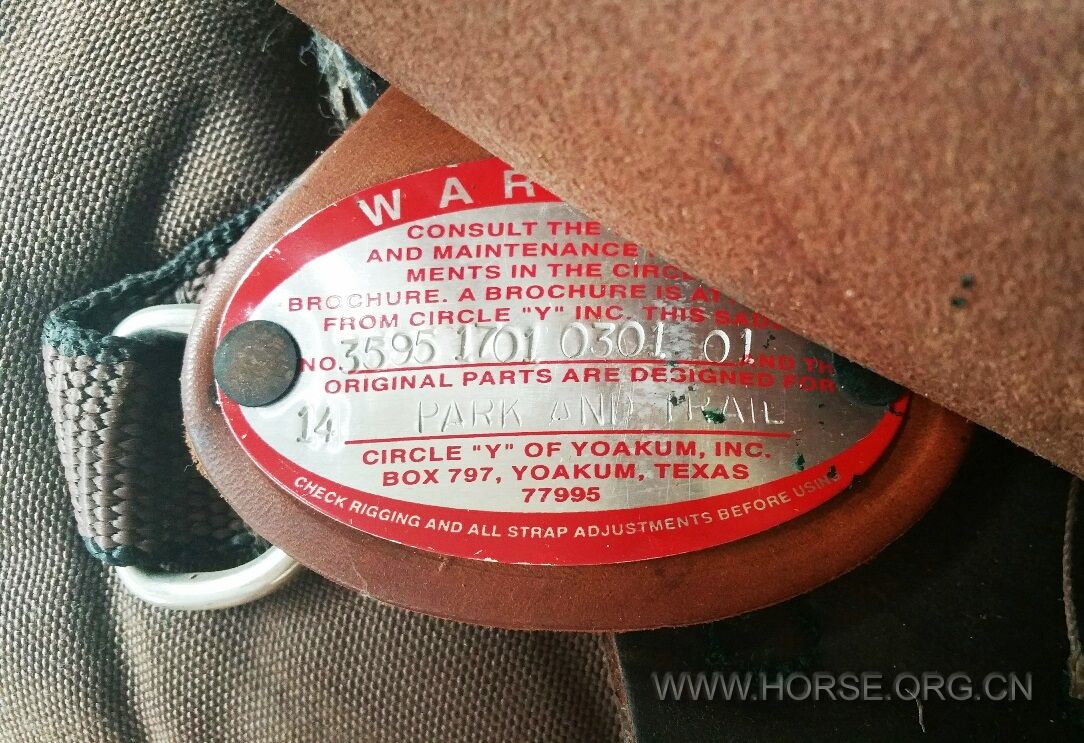 WAR
CONSULT THE
AND MAINTENANCE
MENTS IN THE CIRC
BROCHURE. A BROCHURE IS AT
FROM CIRCLE "Y" INC. THIS SAD
NO. 3595 1701 0301 01 AND TH
ORIGINAL PARTS ARE DESIGNED FOR
14 PARK AND TRAIL
CIRCLE "Y" OF YOAKUM, INC.
BOX 797, YOAKUM, TEXAS
77995
CHECK RIGGING AND ALL STRAP ADJUSTMENTS BEFORE USING
WWW.HORSE.ORG.CN